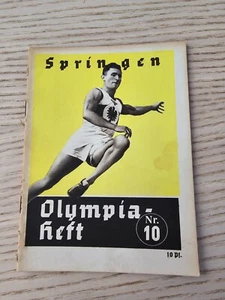 Springen
Olympia-
Heft
Nr.
10
10 Pf.